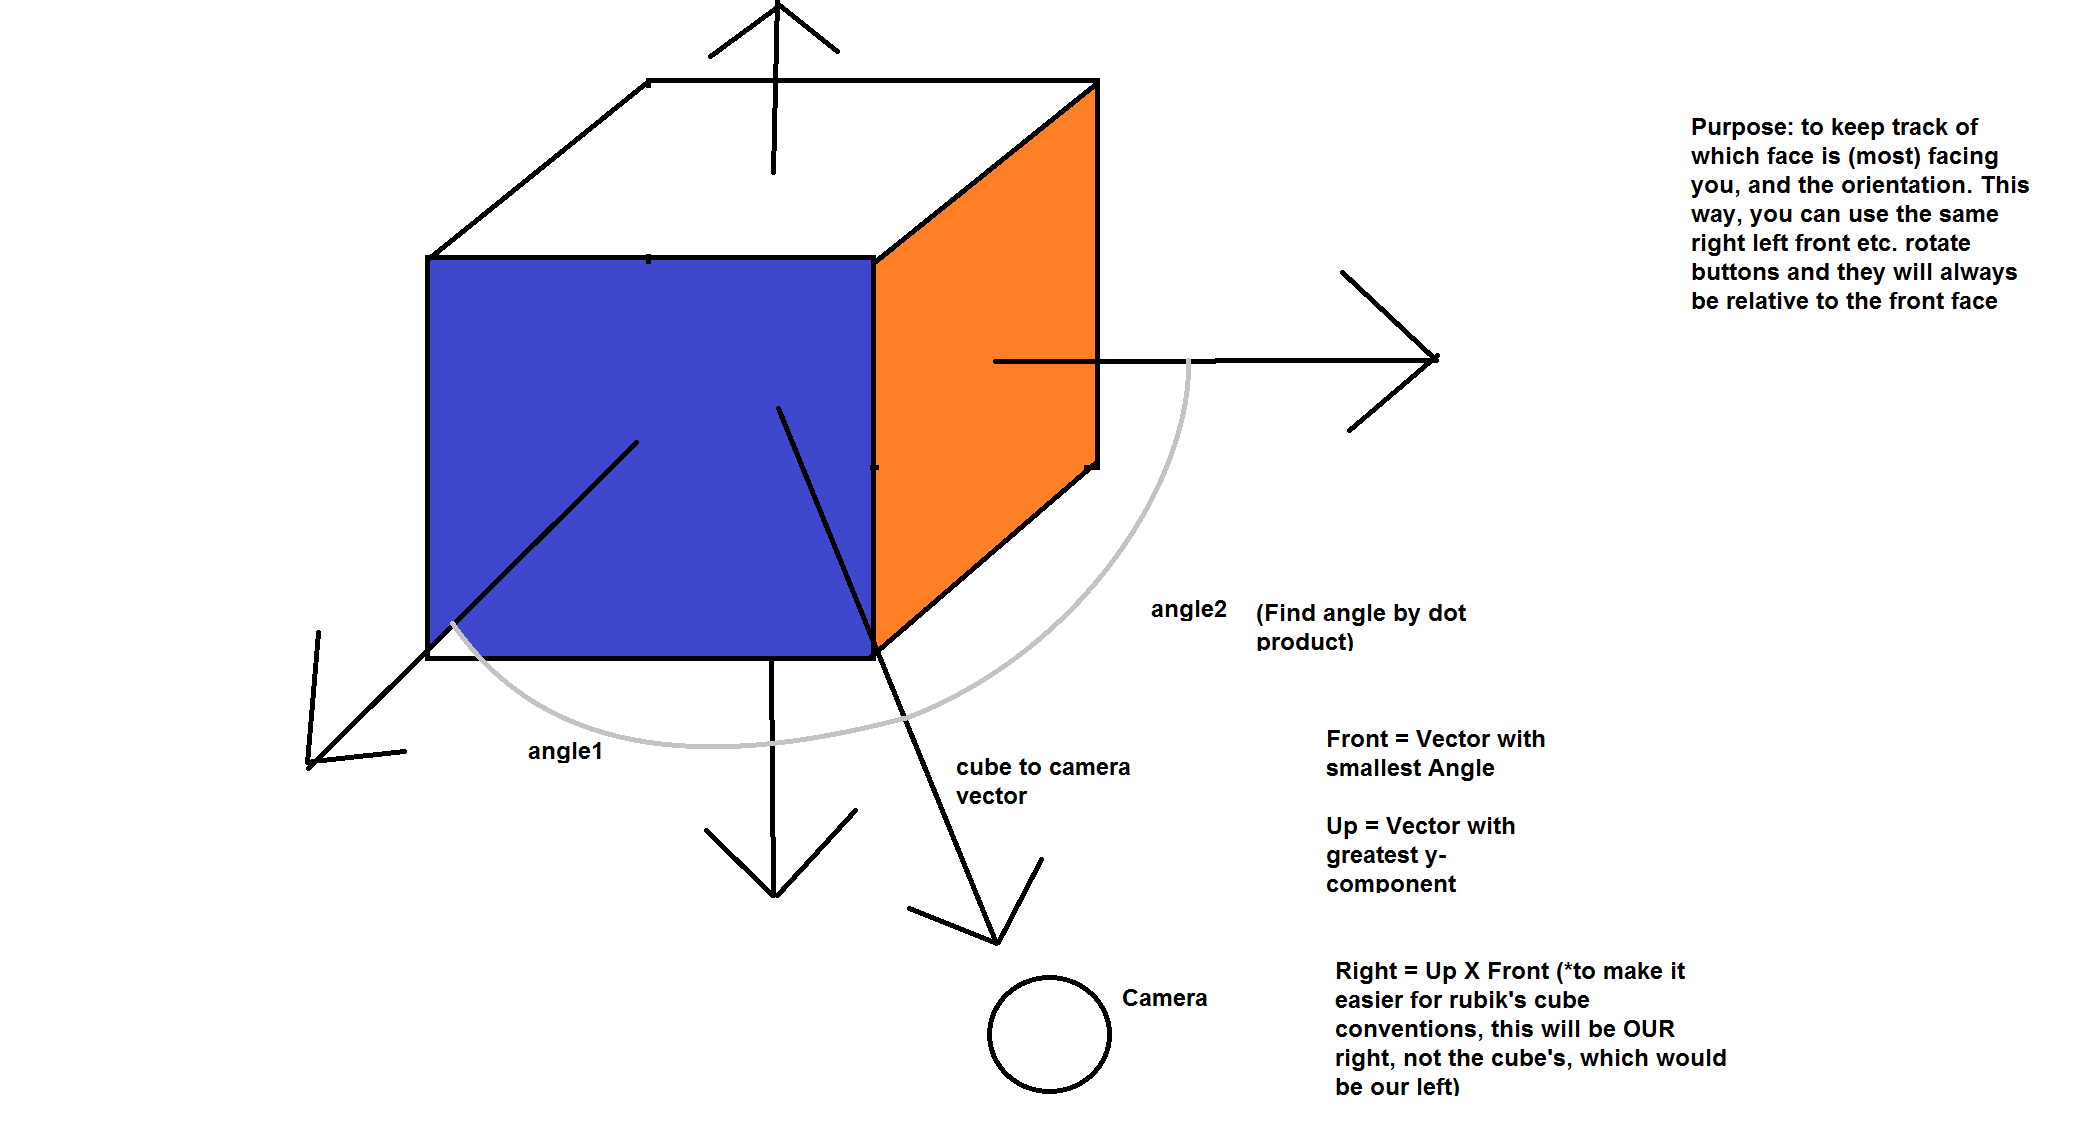 Purpose: to keep track of
which face is (most) facing
you, and the orientation. This
way, you can use the same
right left front etc. rotate
buttons and they will always
be relative to the front face
angle2
(Find angle by dot
product)
angle1
cube to camera
vector
Front = Vector with
smallest Angle
Up = Vector with
greatest y-
component
Camera
Right = Up X Front (*to make it
easier for rubik's cube
conventions, this will be OUR
right, not the cube's, which would
be our left)